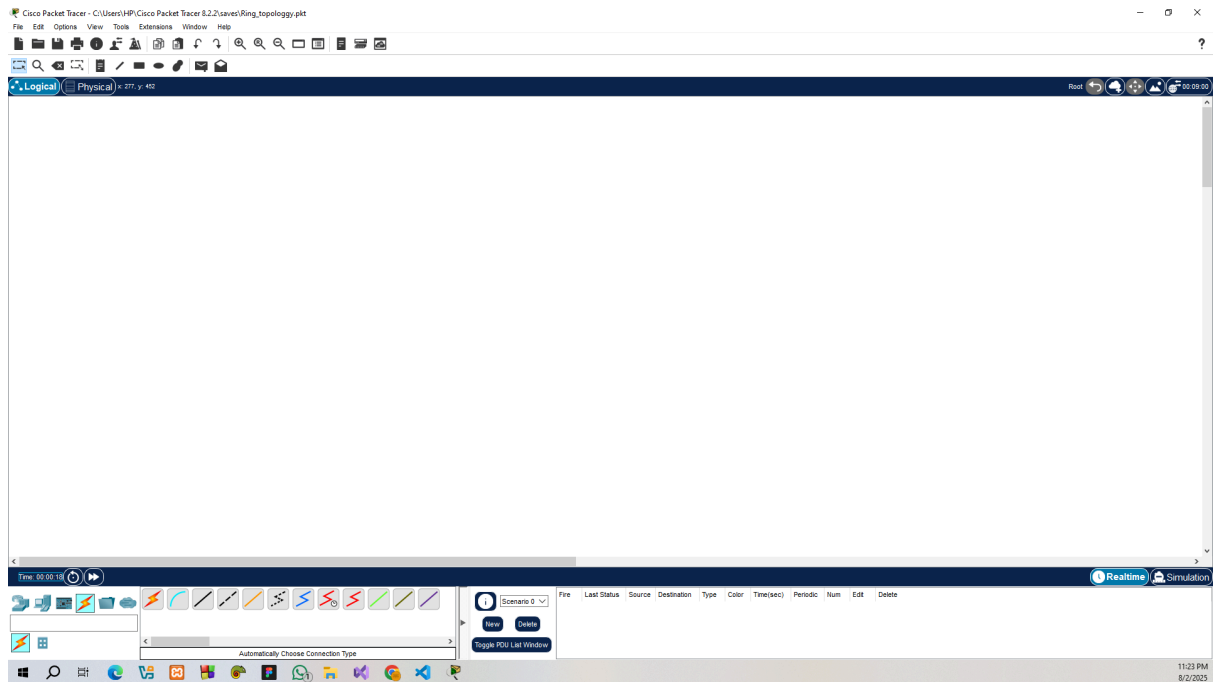 Cisco Packet Tracer - C:\Users\HP\Cisco Packet Tracer 8.2.2\saves\Ring_topologgy.pkt
File Edit Options View Tools Extensions Window Help
?
Logical Physical x: 277, y: 452 Root 00:09:00
Time: 00:00:18 Realtime Simulation
Scenario 0 Fire Last Status Source Destination Type Color Time(sec) Periodic Num Edit Delete
New Delete
Toggle PDU List Window
Automatically Choose Connection Type
11:23 PM
8/2/2025